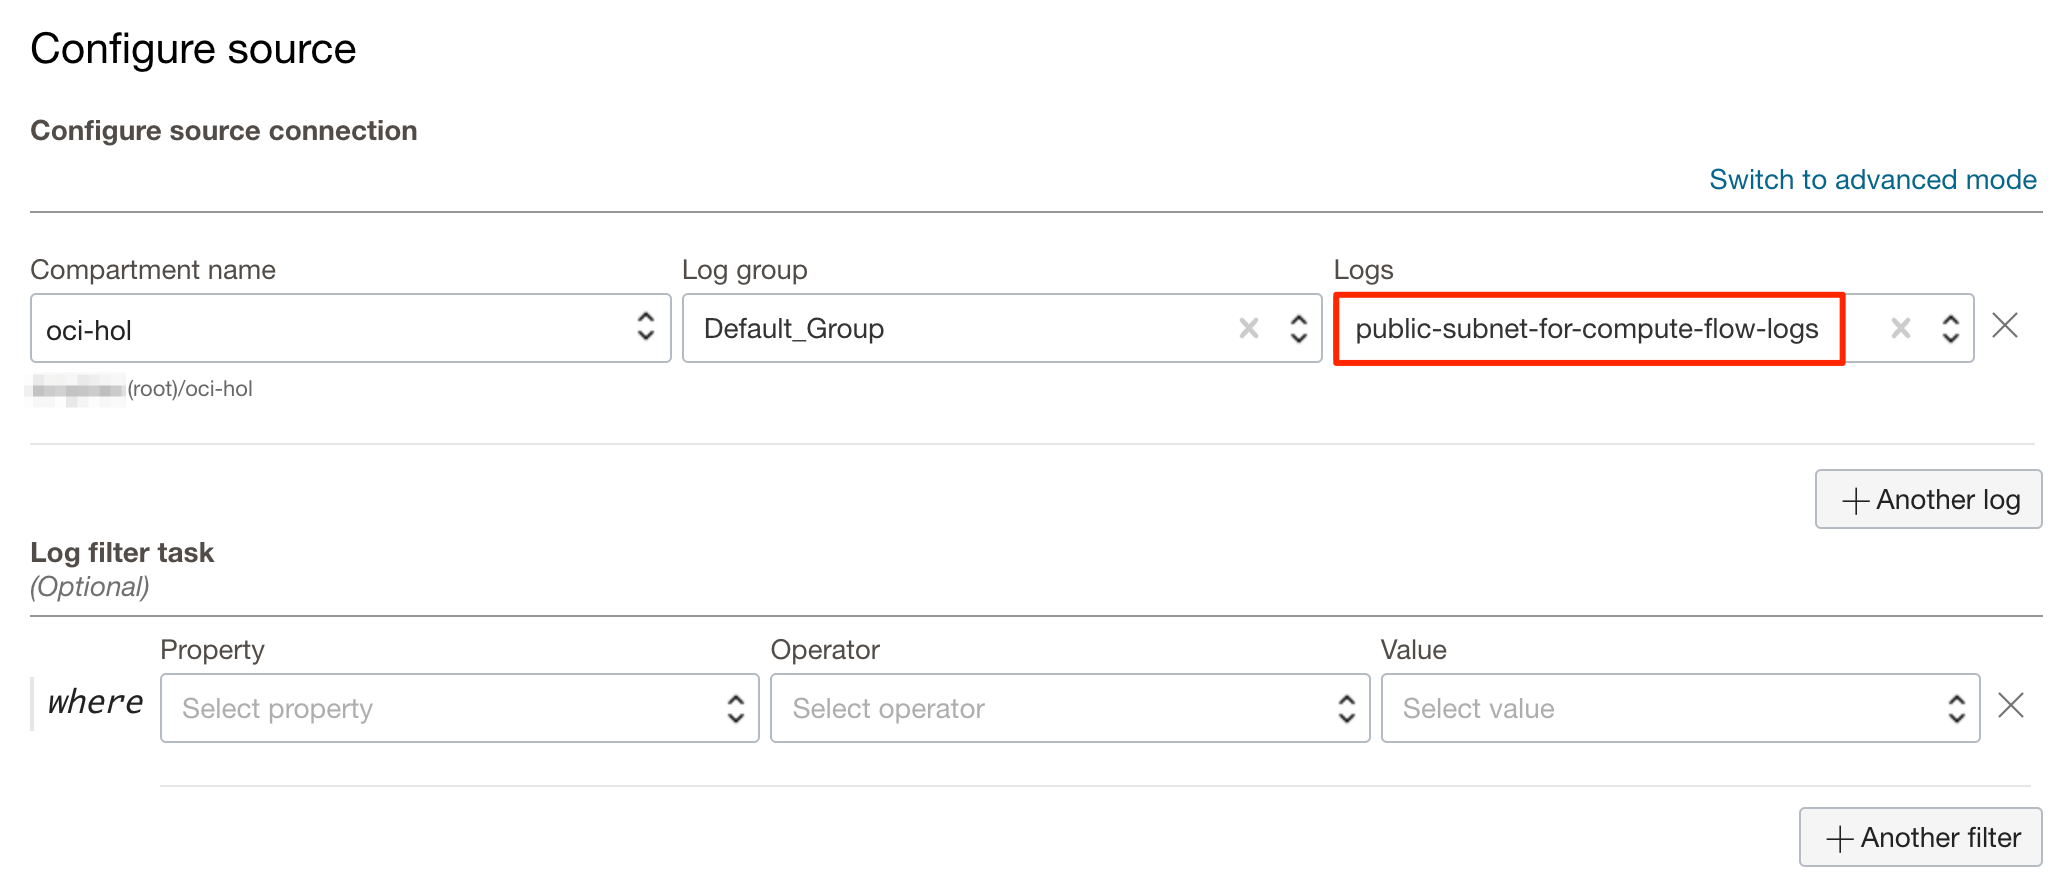 Configure source
Configure source connection
Switch to advanced mode
Compartment name Log group Logs
oci-hol Default_Group public-subnet-for-compute-flow-logs
(root)/oci-hol
Another log
Log filter task
(Optional)
Property Operator Value
where Select property Select operator Select value
Another filter